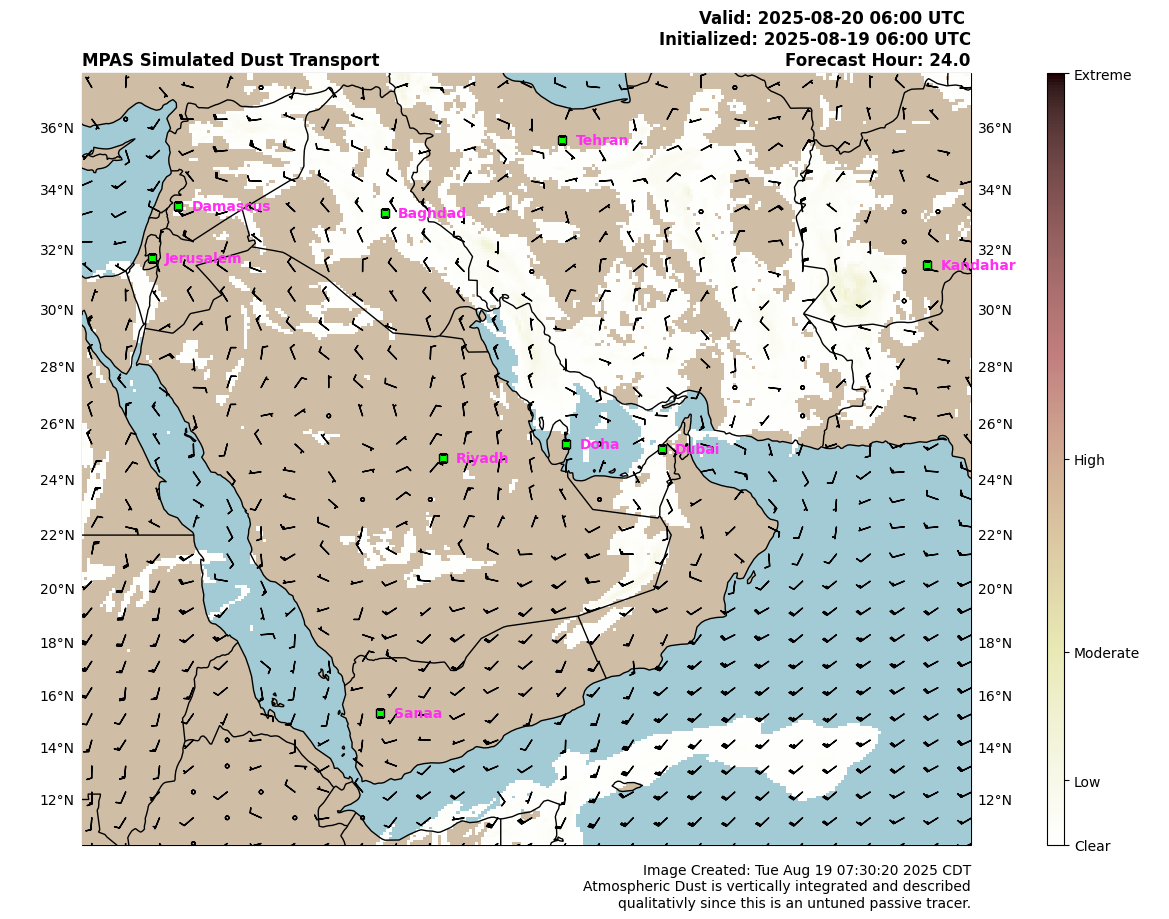 Valid: 2025-08-20 06:00 UTC
Initialized: 2025-08-19 06:00 UTC
MPAS Simulated Dust Transport
Forecast Hour: 24.0
Extreme
36°N
36°N
Tehran
34°N
34°N
Damascus
Baghdad
32°N
32°N
Jerusalem
Kandahar
30°N
30°N
28°N
28°N
26°N
26°N
Doha
Dubai
Riyadh
High
24°N
24°N
22°N
22°N
20°N
20°N
18°N
18°N
Moderate
16°N
16°N
Sanaa
14°N
14°N
Low
12°N
12°N
Clear
Image Created: Tue Aug 19 07:30:20 2025 CDT
Atmospheric Dust is vertically integrated and described
qualitativly since this is an untuned passive tracer.